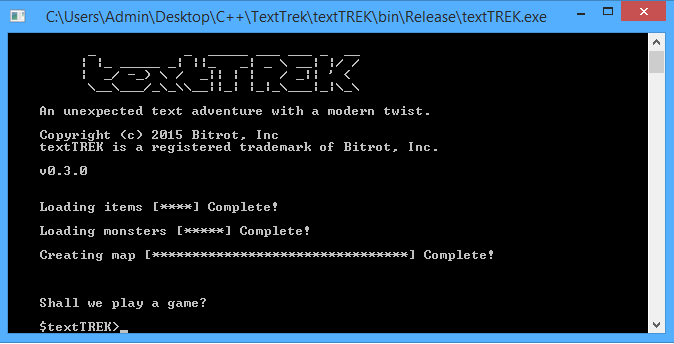 C:\Users\Admin\Desktop\C++\TextTrek\textTREK\bin\Release\textTREK.exe
textTREK
An unexpected text adventure with a modern twist.
Copyright (c) 2015 Bitrot, Inc
textTREK is a registered trademark of Bitrot, Inc.
v0.3.0
Loading items [****] Complete!
Loading monsters [*****] Complete!
Creating map [********************************] Complete!
Shall we play a game?
$textTREK>_